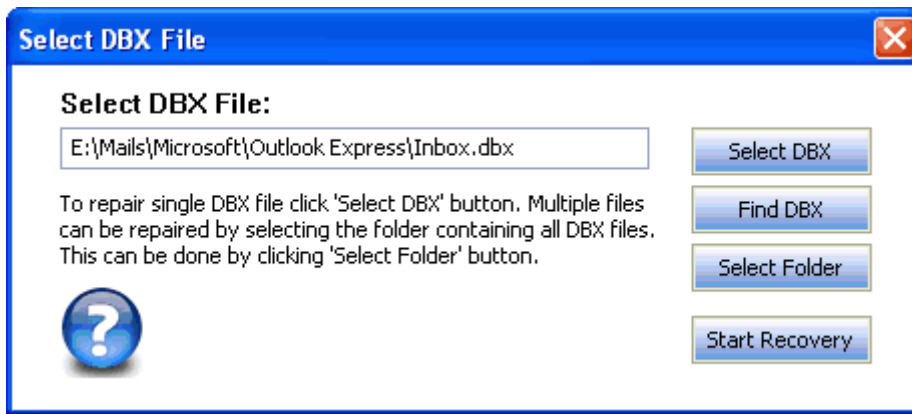 Select DBX File
Select DBX File:
E:\Mails\Microsoft\Outlook Express\Inbox.dbx
Select DBX
To repair single DBX file click 'Select DBX' button. Multiple files
can be repaired by selecting the folder containing all DBX files.
This can be done by clicking 'Select Folder' button.
Find DBX
Select Folder
Start Recovery